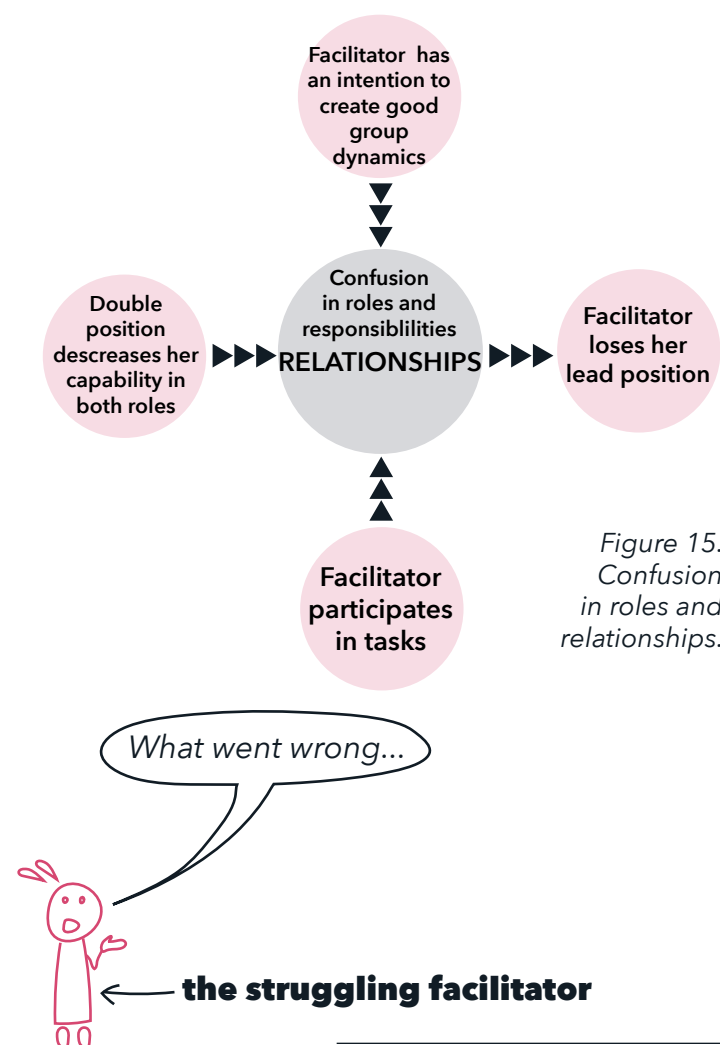 Facilitator has
an intention to
create good
group
dynamics
Double
position
descreases her
capability in
both roles
Confusion
in roles and
responsiblilities
RELATIONSHIPS
Facilitator
loses her
lead position
Facilitator
participates
in tasks
Figure 15.
Confusion
in roles and
relationships.
What went wrong...
the struggling facilitator